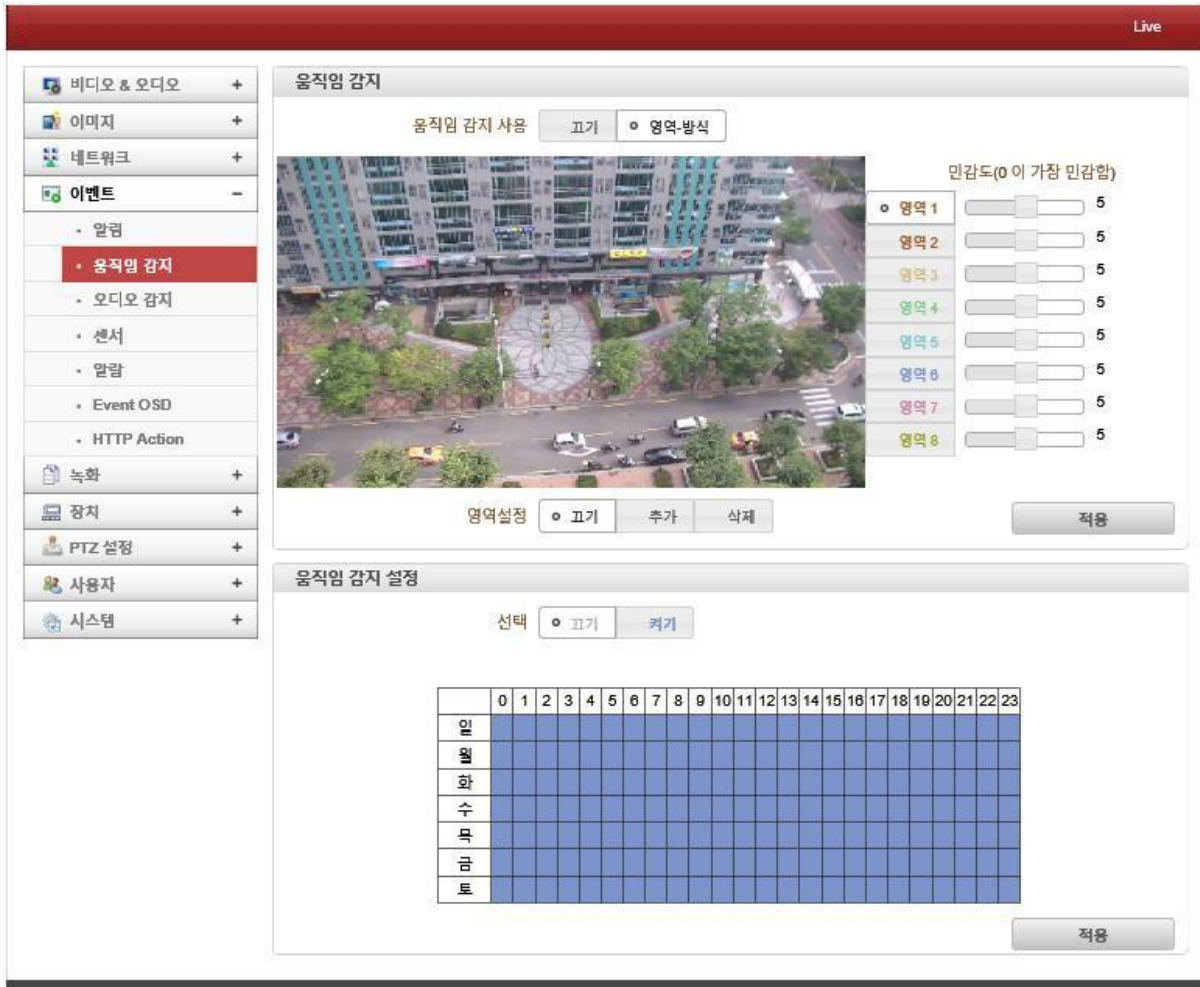 Live
비디오 & 오디오 +
이미지 +
네트워크 +
이벤트 -
알림
움직임 감지
오디오 감지
센서
알람
Event OSD
HTTP Action
녹화 +
장치 +
PTZ 설정 +
사용자 +
시스템 +
움직임 감지
움직임 감지 사용 끄기 영역-방식
민감도(0 이 가장 민감함)
영역 1 5
영역 2 5
영역 3 5
영역 4 5
영역 5 5
영역 6 5
영역 7 5
영역 8 5
영역설정 끄기 추가 삭제
적용
움직임 감지 설정
선택 끄기 켜기
0 1 2 3 4 5 6 7 8 9 10 11 12 13 14 15 16 17 18 19 20 21 22 23
일
월
화
수
목
금
토
적용